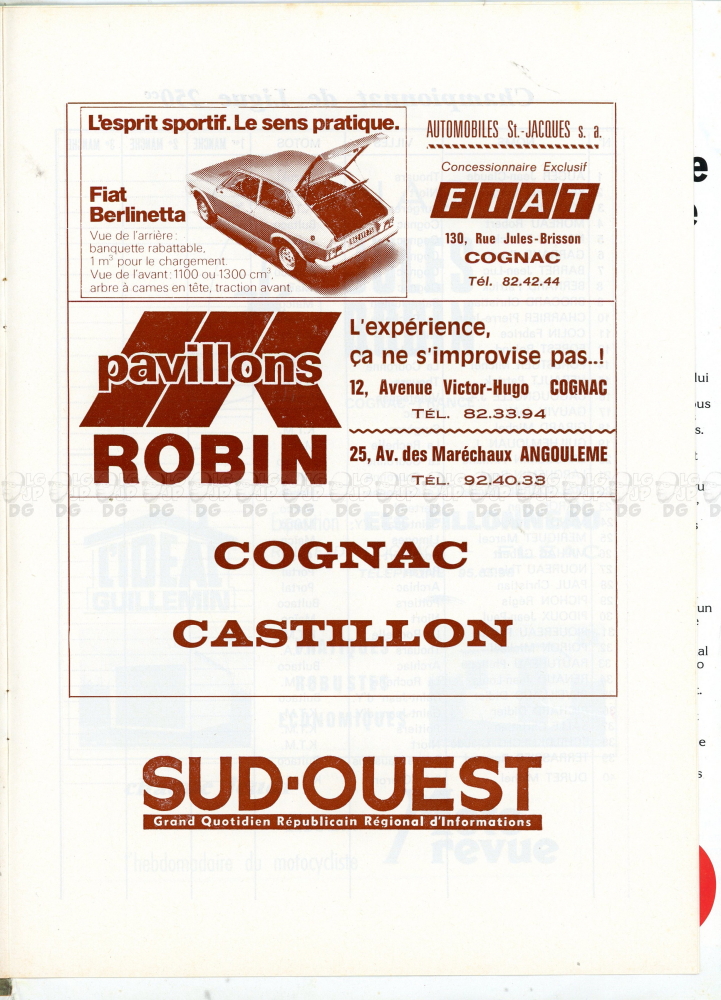 L'esprit sportif. Le sens pratique.
Fiat
Berlinetta
Vue de l'arrière:
banquette rabattable,
1 m³ pour le chargement.
Vue de l'avant: 1100 ou 1300 cm³,
arbre à cames en tête, traction avant.
AUTOMOBILES St.-JACQUES s. a.
Concessionnaire Exclusif
FIAT
130, Rue Jules-Brisson
COGNAC
Tél. 82.42.44
pavillons
ROBIN
L'expérience,
ça ne s'improvise pas..!
12, Avenue Victor-Hugo COGNAC
TÉL. 82.33.94
25, Av. des Maréchaux ANGOULEME
TÉL. 92.40.33
COGNAC
CASTILLON
SUD-OUEST
Grand Quotidien Républicain Régional d'Informations